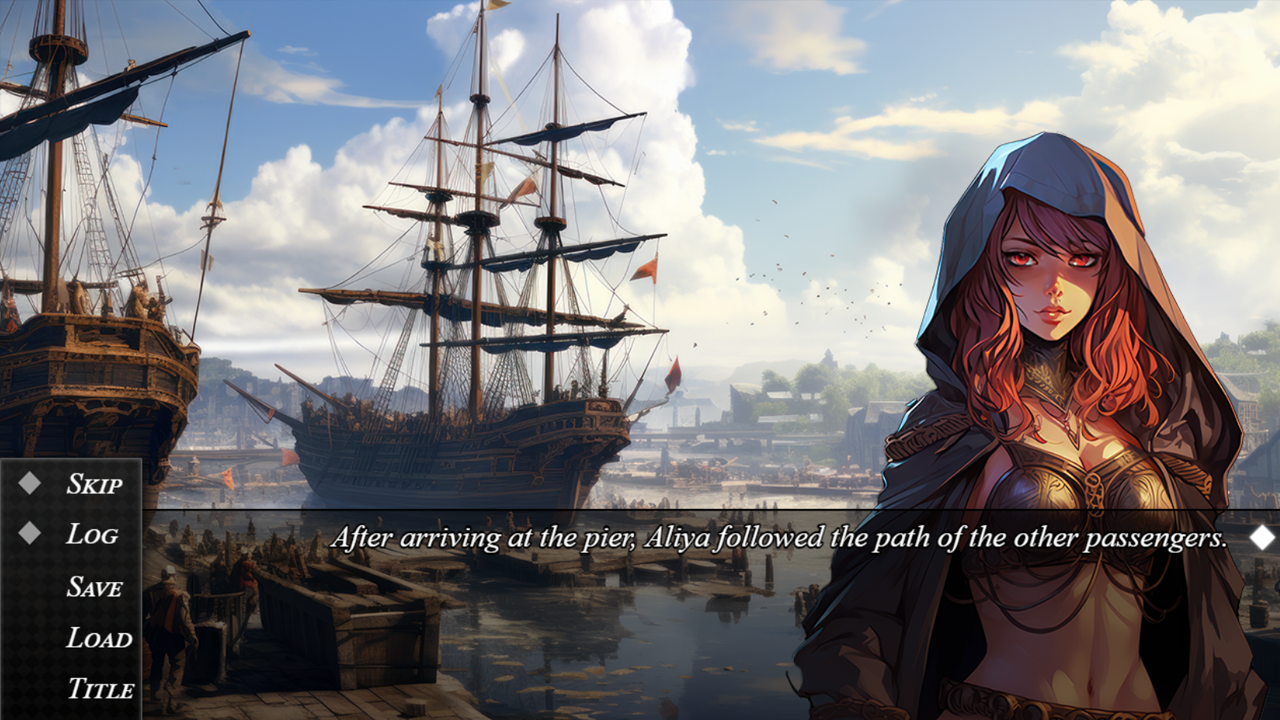 After arriving at the pier, Aliya followed the path of the other passengers.
Skip
Log
Save
Load
Title